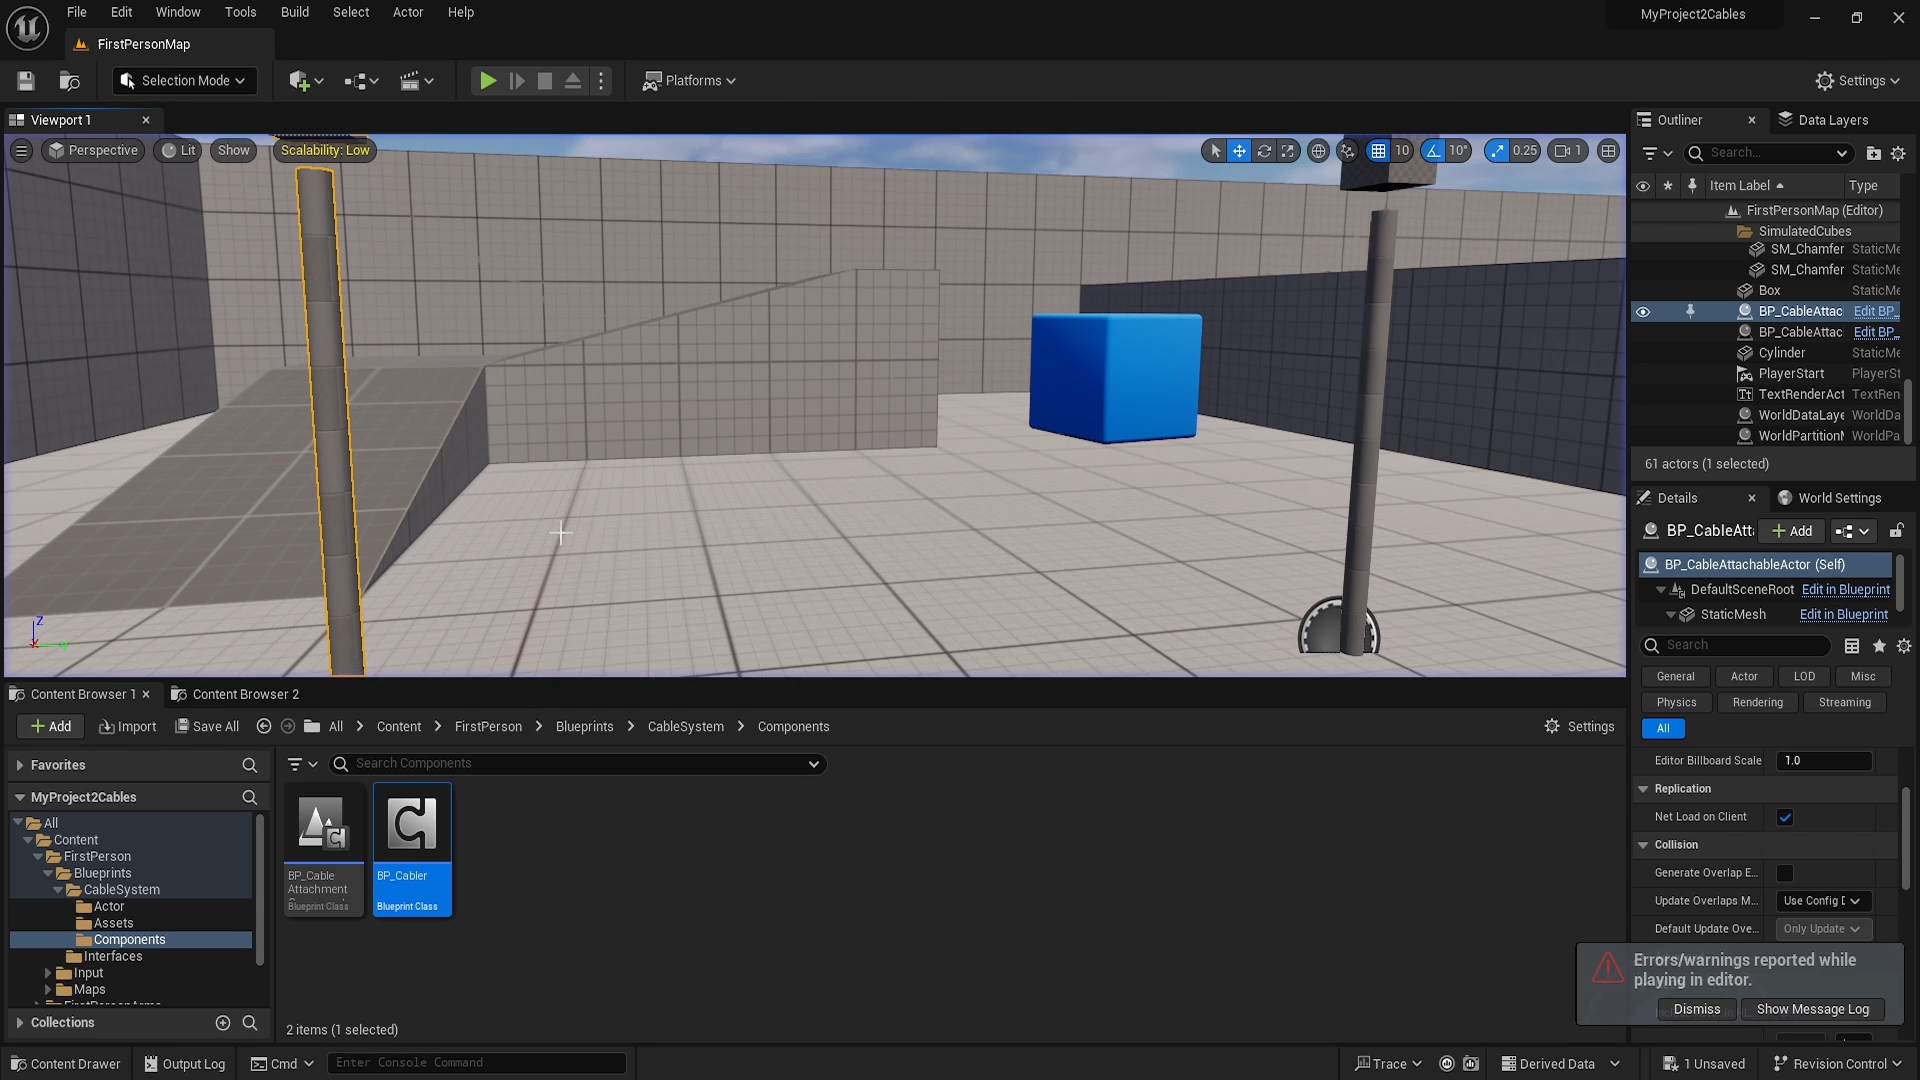 File Edit Window Tools Build Select Actor Help
MyProject2Cables
FirstPersonMap
Selection Mode
Platforms
Settings
Viewport 1
Perspective
Lit
Show
Scalability: Low
10
10°
0.25
1
Z
Outliner
Data Layers
Search...
Item Label
Type
FirstPersonMap (Editor)
SimulatedCubes
SM_Chamfer StaticMe
SM_Chamfer StaticMe
Box StaticMe
BP_CableAttac Edit BP_
BP_CableAttac Edit BP_
Cylinder StaticMe
PlayerStart PlayerSt
TextRenderAct TextRen
WorldDataLaye WorldDa
WorldPartition WorldPa
61 actors (1 selected)
Details
World Settings
BP_CableAtta
Add
BP_CableAttachableActor (Self)
DefaultSceneRoot Edit in Blueprint
StaticMesh Edit in Blueprint
Search
General Actor LOD Misc
Physics Rendering Streaming
All
Editor Billboard Scale 1.0
Replication
Net Load on Client
Collision
Generate Overlap E...
Update Overlaps M... Use Config D
Default Update Ove... Only Update
Errors/warnings reported while
playing in editor.
Dismiss
Show Message Log
Content Browser 1
Content Browser 2
Add
Import
Save All
All > Content > FirstPerson > Blueprints > CableSystem > Components
Settings
Favorites
MyProject2Cables
All
Content
FirstPerson
Blueprints
CableSystem
Actor
Assets
Components
Interfaces
Input
Maps
FirstPersonArms
Collections
Search Components
BP_Cable
Attachment
Blueprint Class
BP_Cabler
Blueprint Class
2 items (1 selected)
Content Drawer
Output Log
Cmd
Enter Console Command
Trace
Derived Data
1 Unsaved
Revision Control